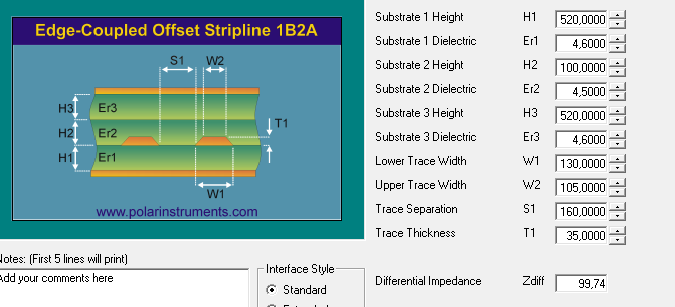 Edge-Coupled Offset Stripline 1B2A
S1
W2
H3
Er3
T1
H2
Er2
H1
Er1
W1
www.polarinstruments.com
Substrate 1 Height H1 520,0000
Substrate 1 Dielectric Er1 4,6000
Substrate 2 Height H2 100,0000
Substrate 2 Dielectric Er2 4,5000
Substrate 3 Height H3 520,0000
Substrate 3 Dielectric Er3 4,6000
Lower Trace Width W1 130,0000
Upper Trace Width W2 105,0000
Trace Separation S1 160,0000
Trace Thickness T1 35,0000
Notes: (First 5 lines will print)
Add your comments here
Interface Style
Standard
Differential Impedance Zdiff 99,74